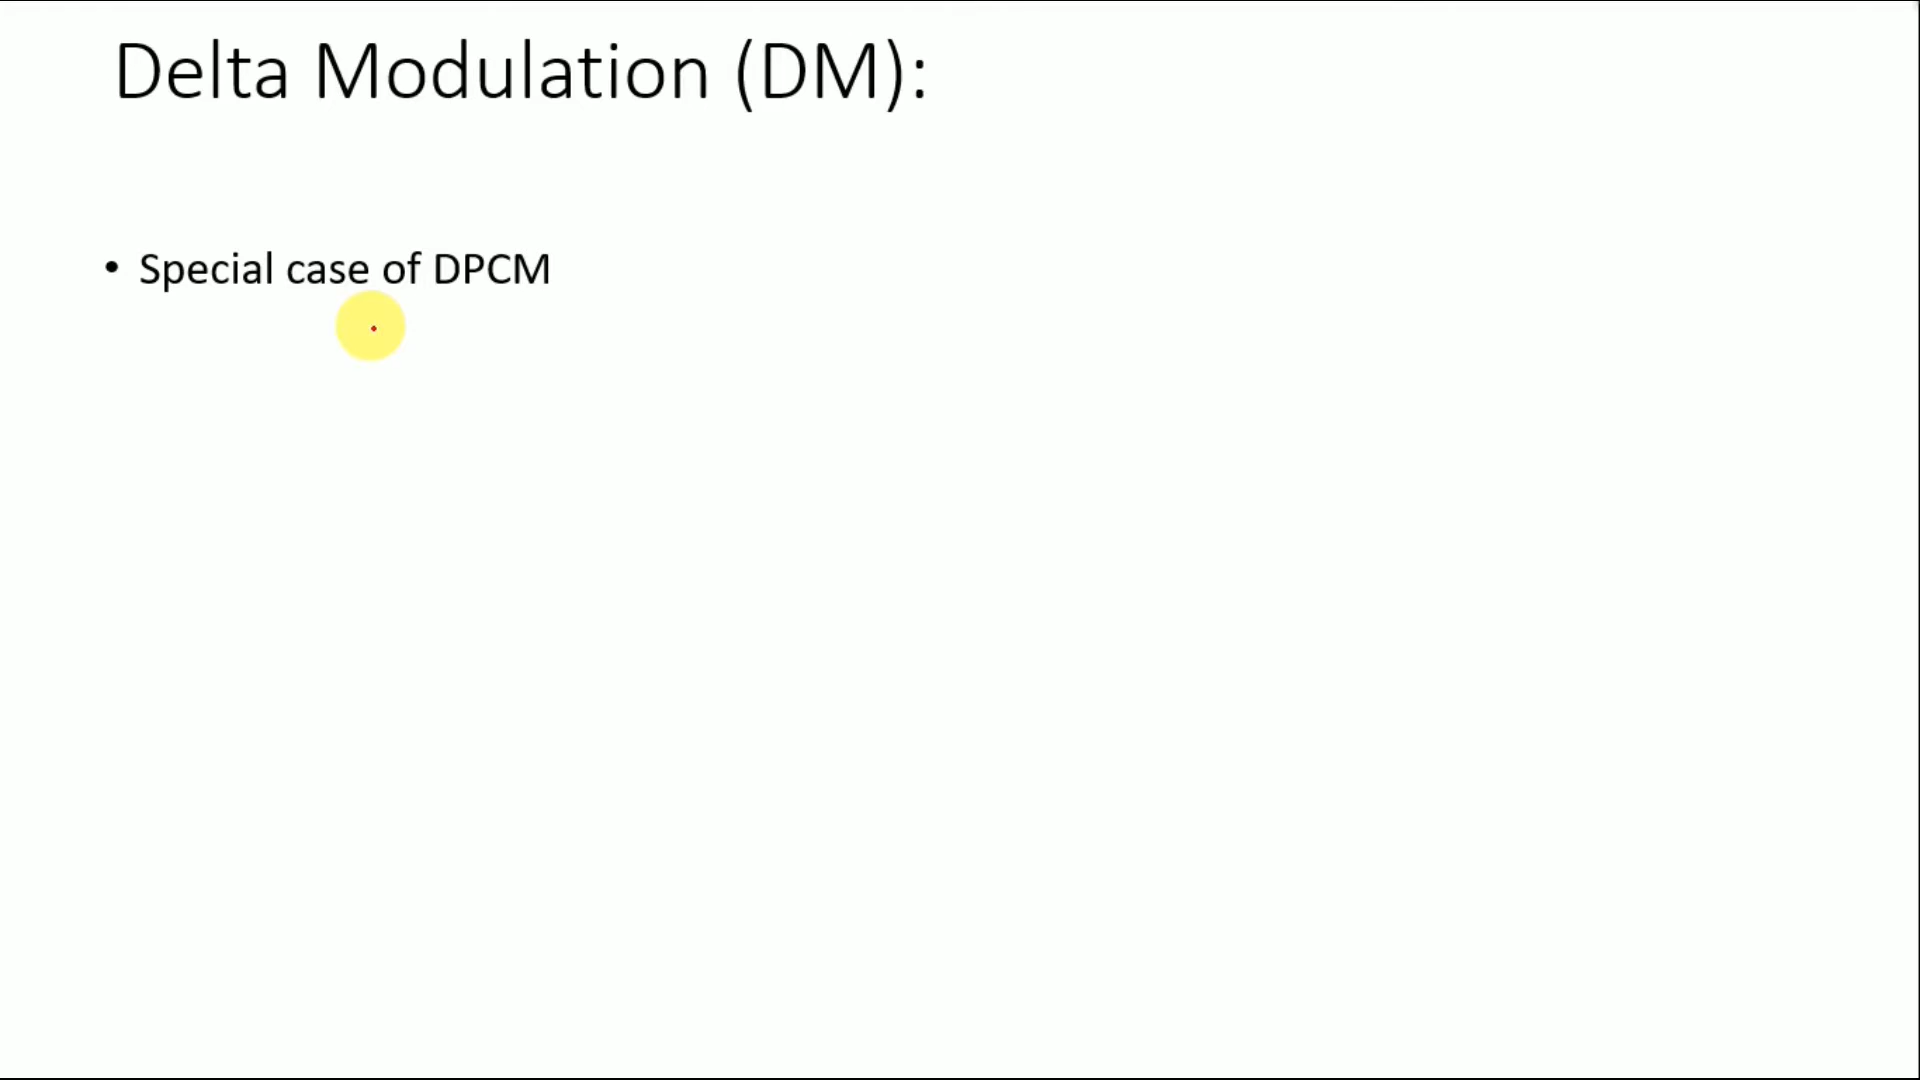 Delta Modulation (DM):
• Special case of DPCM